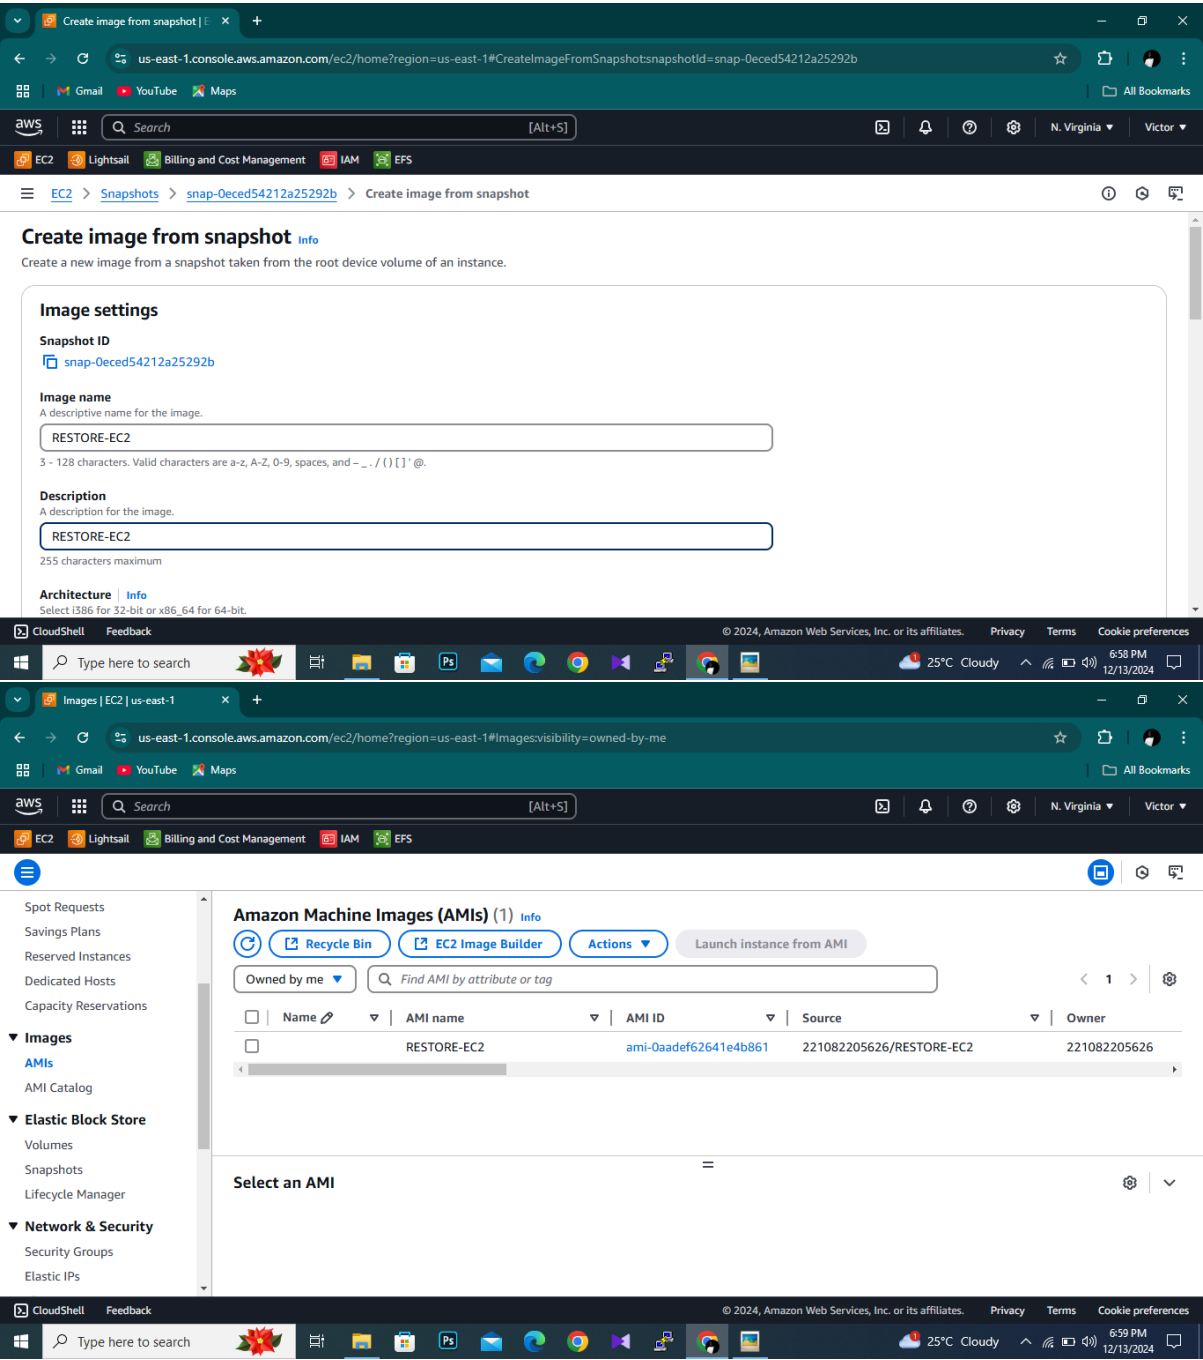 Create image from snapshot | E
us-east-1.console.aws.amazon.com/ec2/home?region=us-east-1#CreateImageFromSnapshot:snapshotId=snap-0eced54212a25292b
Gmail YouTube Maps All Bookmarks
aws Search [Alt+S] N. Virginia Victor
EC2 Lightsail Billing and Cost Management IAM EFS
EC2 > Snapshots > snap-0eced54212a25292b > Create image from snapshot
Create image from snapshot Info
Create a new image from a snapshot taken from the root device volume of an instance.
Image settings
Snapshot ID
snap-0eced54212a25292b
Image name
A descriptive name for the image.
RESTORE-EC2
3 - 128 characters. Valid characters are a-z, A-Z, 0-9, spaces, and – _ . / ( ) [ ] ' @.
Description
A description for the image.
RESTORE-EC2
255 characters maximum
Architecture Info
Select i386 for 32-bit or x86_64 for 64-bit.
CloudShell Feedback © 2024, Amazon Web Services, Inc. or its affiliates. Privacy Terms Cookie preferences
Type here to search Ps 1 25°C Cloudy 6:58 PM
12/13/2024
Images | EC2 | us-east-1
us-east-1.console.aws.amazon.com/ec2/home?region=us-east-1#Images:visibility=owned-by-me
Gmail YouTube Maps All Bookmarks
aws Search [Alt+S] N. Virginia Victor
EC2 Lightsail Billing and Cost Management IAM EFS
Spot Requests
Savings Plans
Reserved Instances
Dedicated Hosts
Capacity Reservations
Images
AMIs
AMI Catalog
Elastic Block Store
Volumes
Snapshots
Lifecycle Manager
Network & Security
Security Groups
Elastic IPs
Amazon Machine Images (AMIs) (1) Info
Recycle Bin EC2 Image Builder Actions Launch instance from AMI
Owned by me Find AMI by attribute or tag < 1 >
Name AMI name AMI ID Source Owner
RESTORE-EC2 ami-0aadef62641e4b861 221082205626/RESTORE-EC2 221082205626
Select an AMI
CloudShell Feedback © 2024, Amazon Web Services, Inc. or its affiliates. Privacy Terms Cookie preferences
Type here to search Ps 1 25°C Cloudy 6:59 PM
12/13/2024